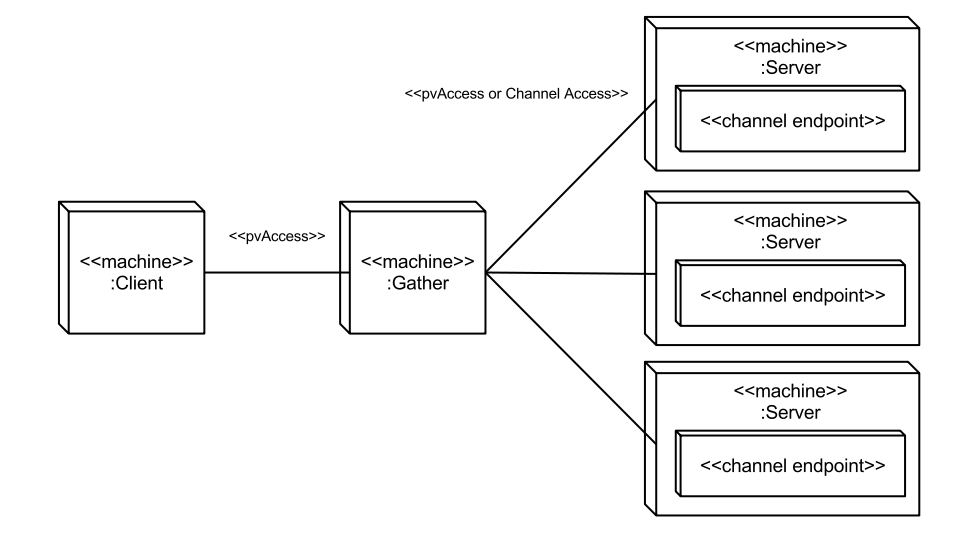 <<machine>>
:Server
<<pvAccess or Channel Access>>
<<channel endpoint>>
<<machine>>
:Server
<<pvAccess>>
<<machine>>
:Client
<<machine>>
:Gather
<<channel endpoint>>
<<machine>>
:Server
<<channel endpoint>>